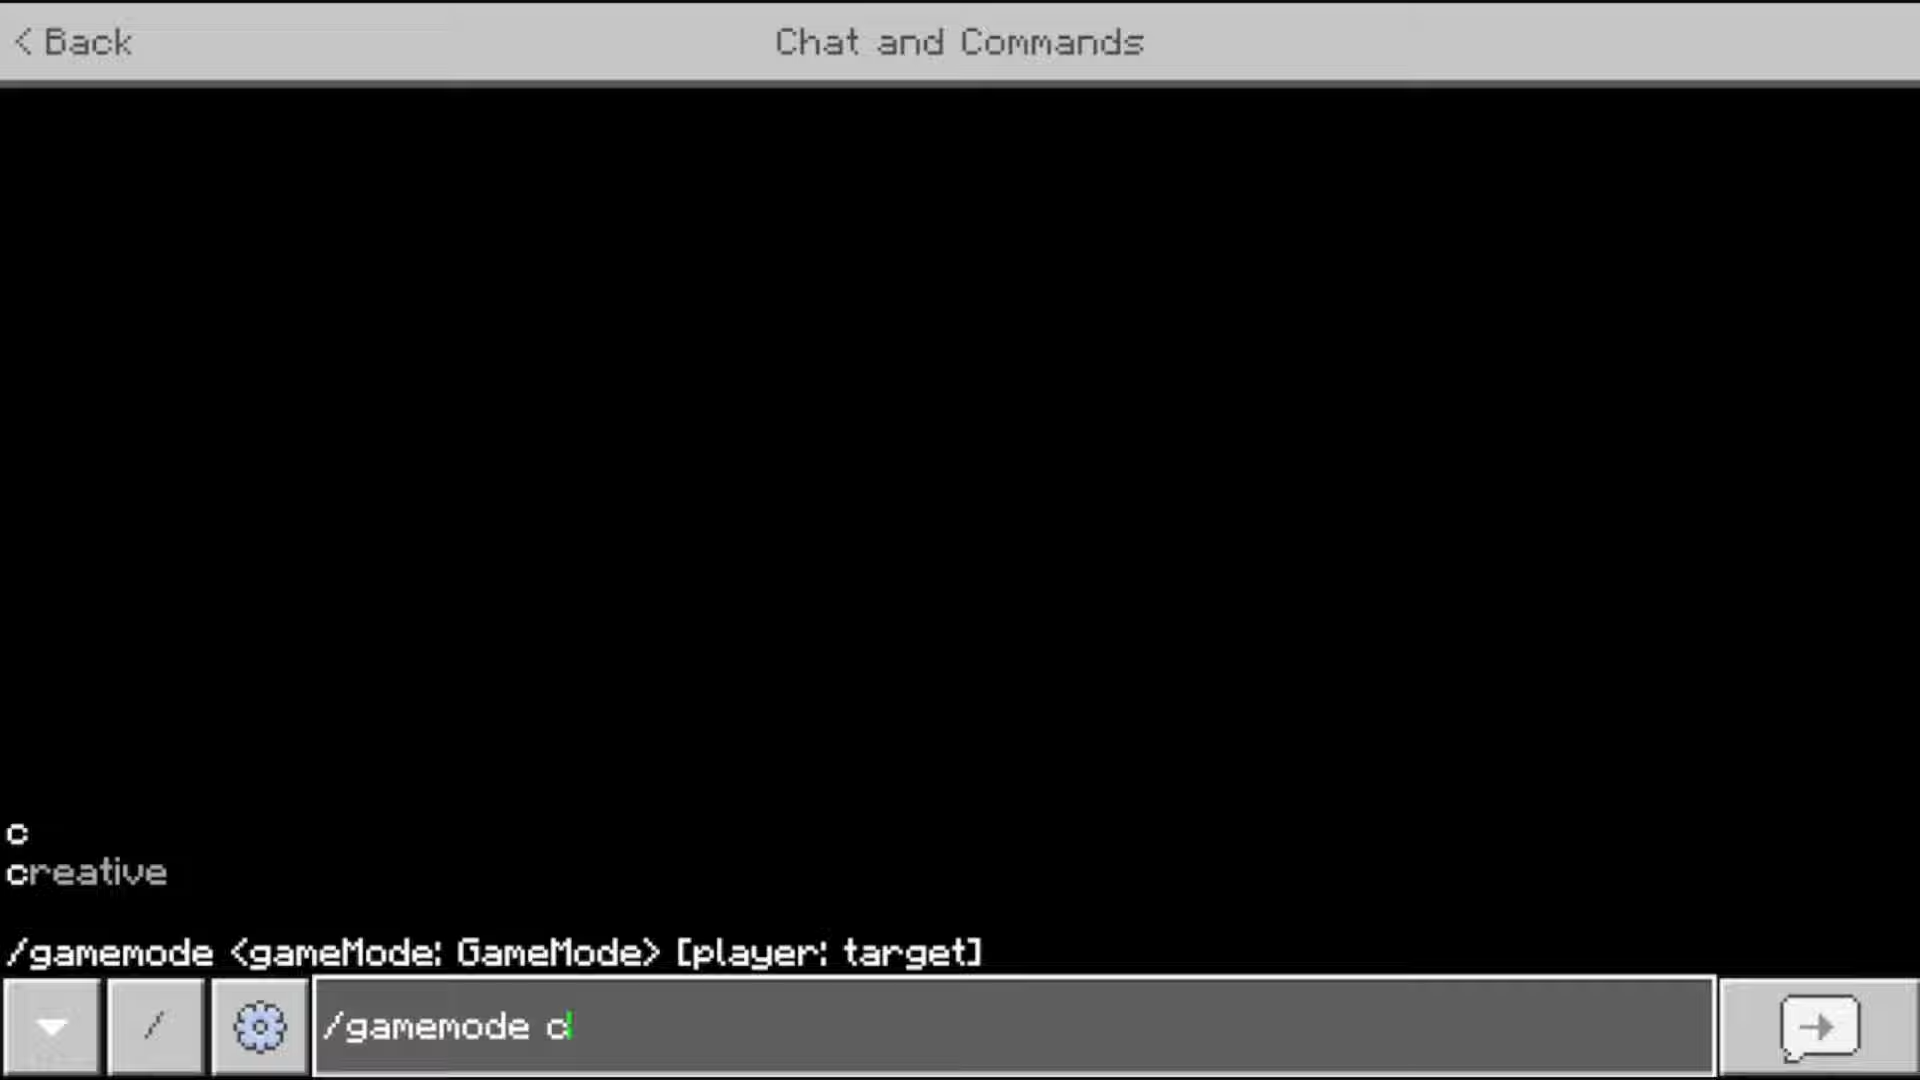 < Back
Chat and Commands
c
creative
/gamemode <gameMode: GameMode> [player: target]
/
/gamemode c